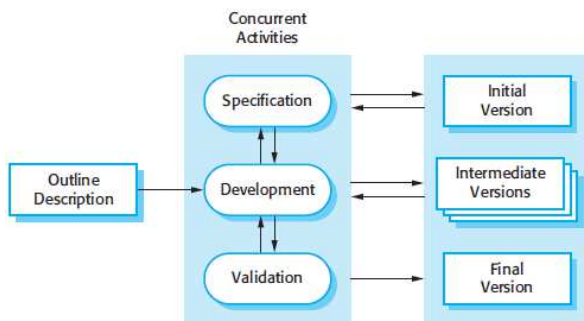 Concurrent
Activities
Specification
Initial
Version
Outline
Description
Development
Intermediate
Versions
Validation
Final
Version